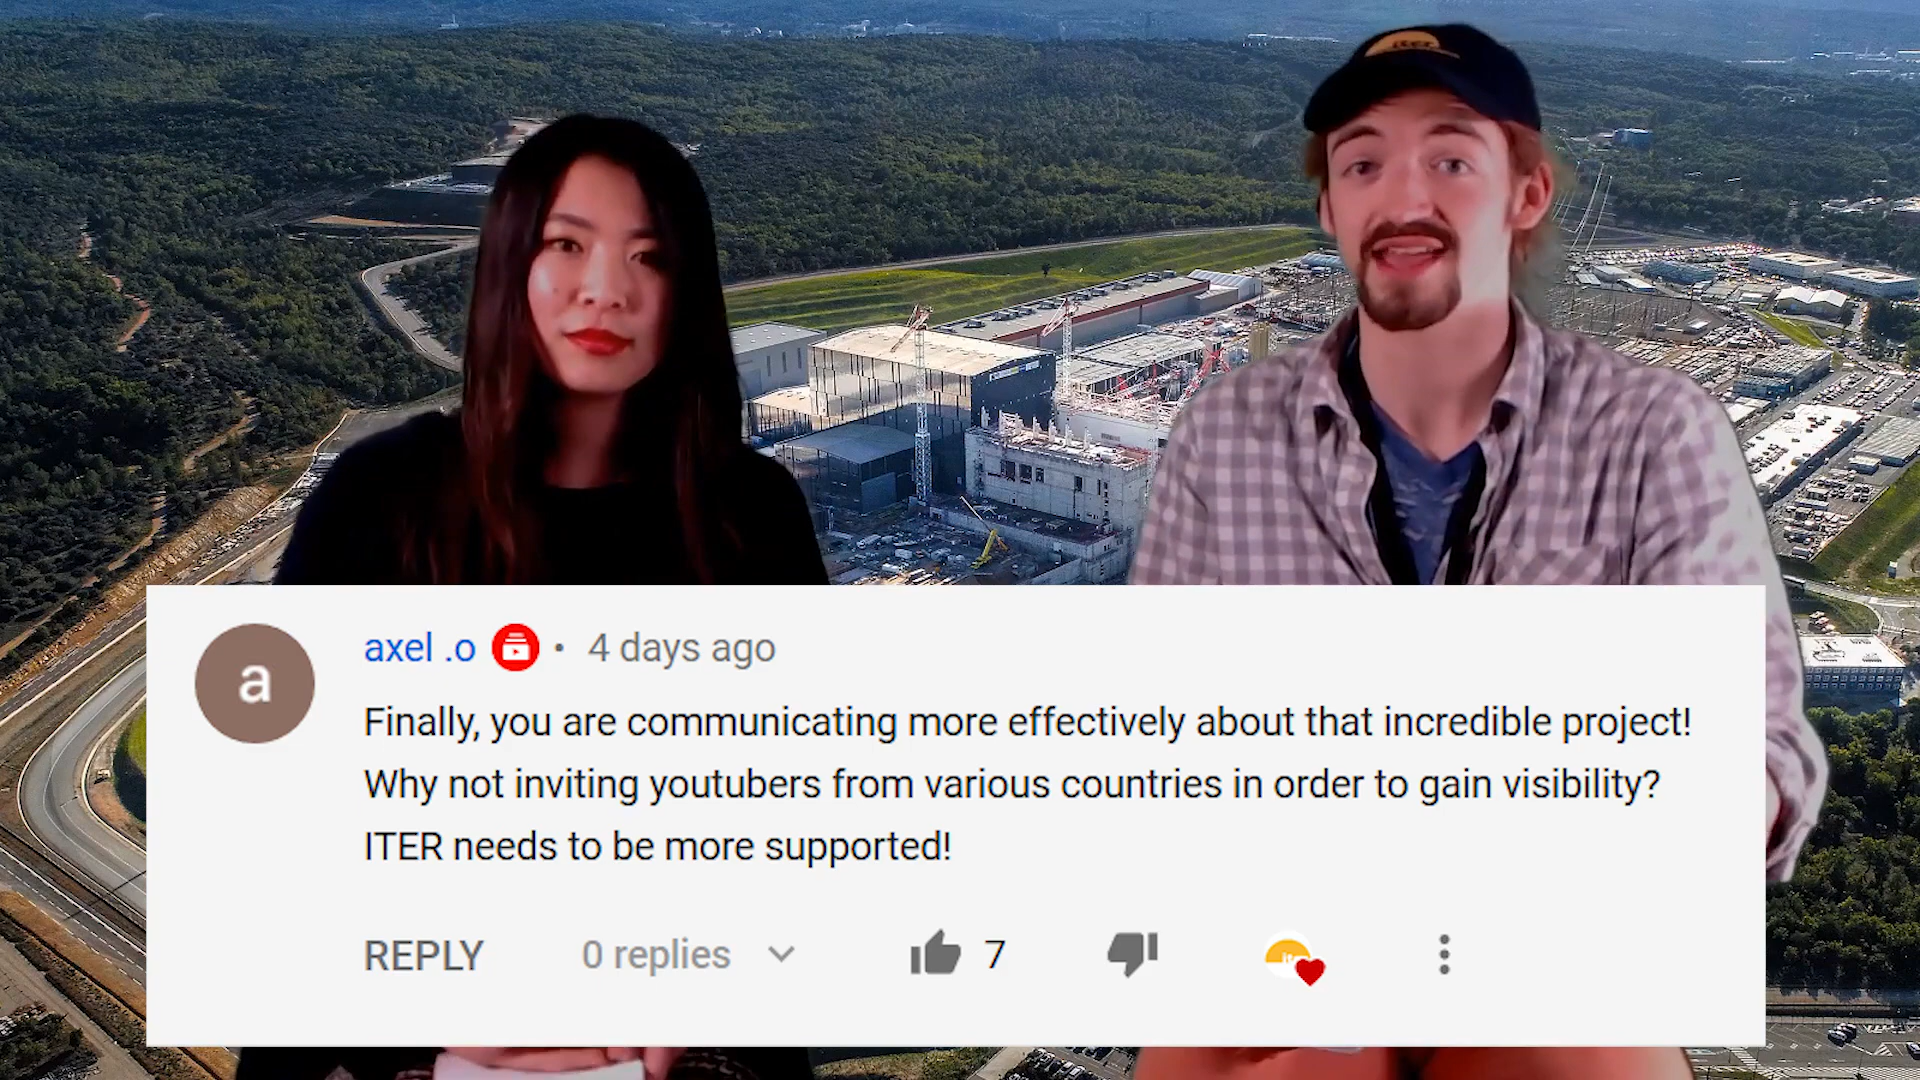 iter
axel .o • 4 days ago
a
Finally, you are communicating more effectively about that incredible project!
Why not inviting youtubers from various countries in order to gain visibility?
ITER needs to be more supported!
REPLY 0 replies 7